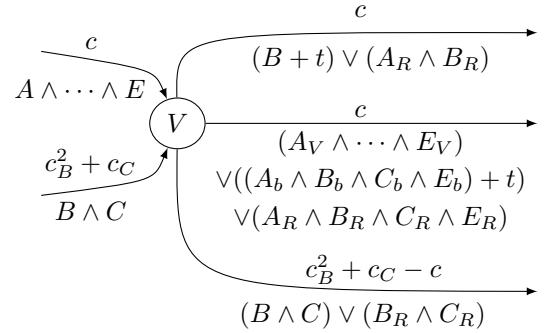 c
(B + t) ∨ (A_R ∧ B_R)
c
A ∧ ⋯ ∧ E
V
c
(A_V ∧ ⋯ ∧ E_V)
∨((A_b ∧ B_b ∧ C_b ∧ E_b) + t)
∨(A_R ∧ B_R ∧ C_R ∧ E_R)
c_B^2 + c_C
B ∧ C
c_B^2 + c_C − c
(B ∧ C) ∨ (B_R ∧ C_R)